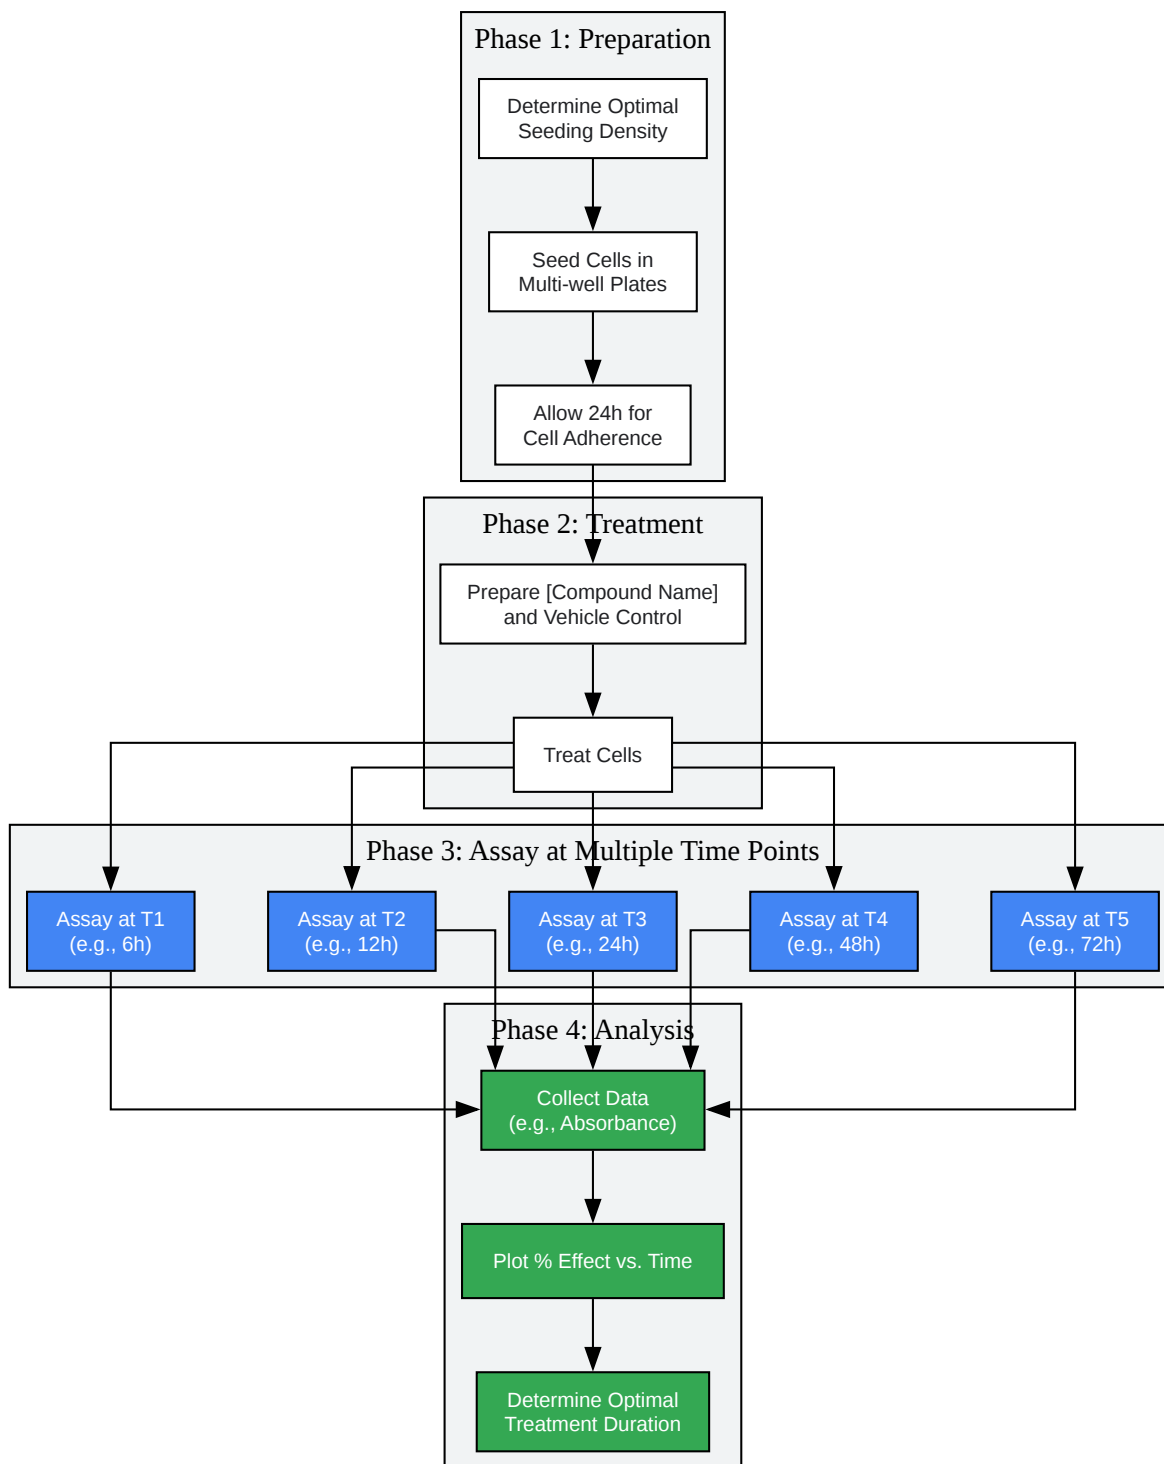 Phase 1: Preparation
Determine Optimal
Seeding Density
Seed Cells in
Multi-well Plates
Allow 24h for
Cell Adherence
Phase 2: Treatment
Prepare [Compound Name]
and Vehicle Control
Treat Cells
Phase 3: Assay at Multiple Time Points
Assay at T1
(e.g., 6h)
Assay at T2
(e.g., 12h)
Assay at T3
(e.g., 24h)
Assay at T4
(e.g., 48h)
Assay at T5
(e.g., 72h)
Phase 4: Analysis
Collect Data
(e.g., Absorbance)
Plot % Effect vs. Time
Determine Optimal
Treatment Duration